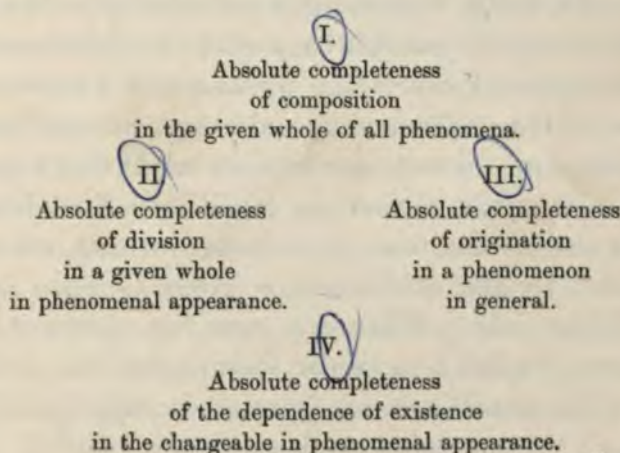 I.
Absolute completeness
of composition
in the given whole of all phenomena.
II.
Absolute completeness
of division
in a given whole
in phenomenal appearance.
III.
Absolute completeness
of origination
in a phenomenon
in general.
IV.
Absolute completeness
of the dependence of existence
in the changeable in phenomenal appearance.